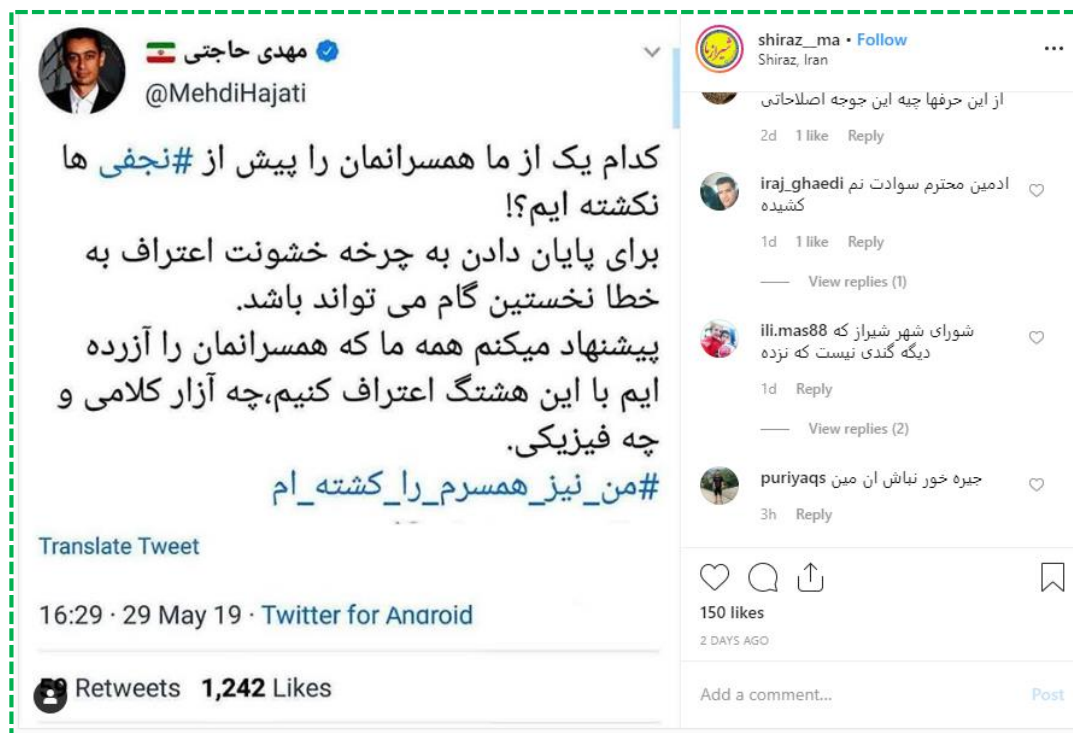 مهدی حاجتی
@MehdiHajati
کدام یک از ما همسرانمان را پیش از #نجفی ها
نکشته ایم؟!
برای پایان دادن به چرخه خشونت اعتراف به
خطا نخستین گام می تواند باشد.
پیشنهاد میکنم همه ما که همسرانمان را آزرده
ایم با این هشتگ اعتراف کنیم،چه آزار کلامی و
چه فیزیکی.
#من_نیز_همسرم_را_کشته_ام
Translate Tweet
16:29 · 29 May 19 · Twitter for Android
59 Retweets 1,242 Likes
شیراز ما
shiraz__ma • Follow
Shiraz, Iran
از این حرفها چیه این جوجه اصلاحاتی
2d 1 like Reply
iraj_ghaedi ادمین محترم سوادت نم
کشیده
1d 1 like Reply
View replies (1)
ili.mas88 شورای شهر شیراز که
دیگه گندی نیست که نزده
1d Reply
View replies (2)
puriyaqs جیره خور نباش ان مین
3h Reply
150 likes
2 DAYS AGO
Add a comment... Post